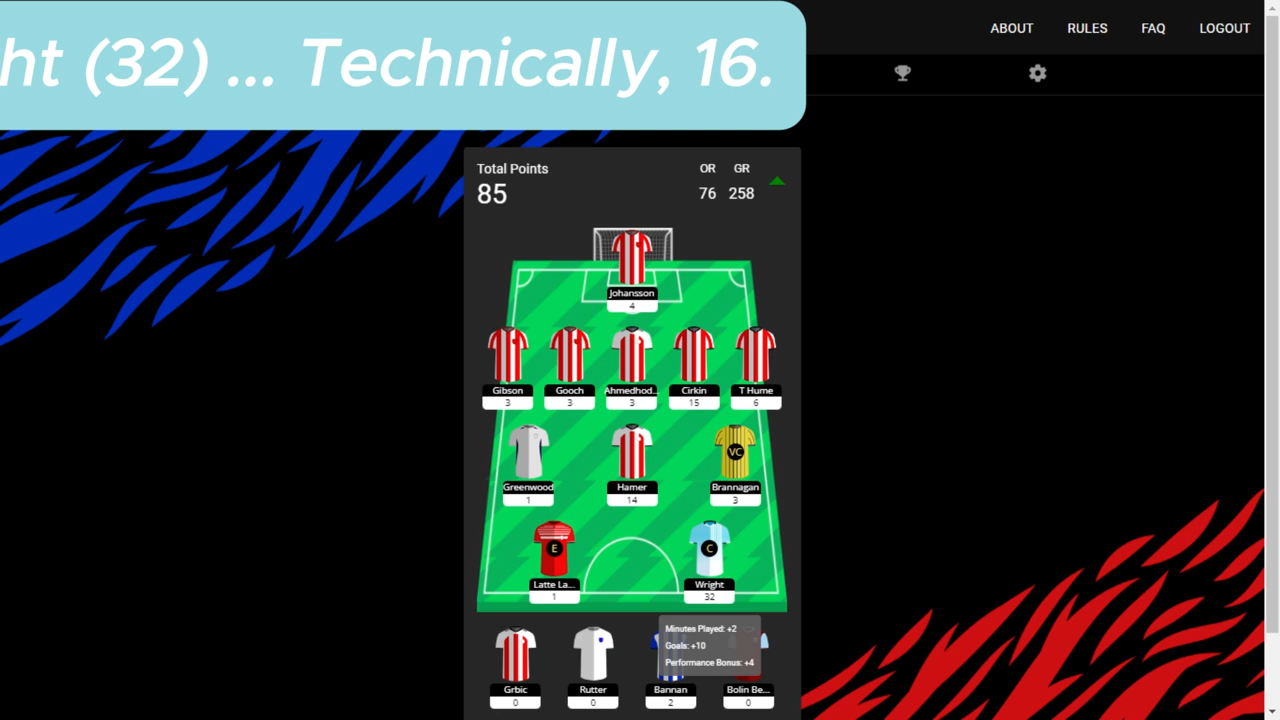 ht (32) ... Technically, 16.
ABOUT RULES FAQ LOGOUT
Total Points OR GR
85 76 258
Johansson
4
Gibson Gooch Ahmedhod... Cirkin T Hume
3 3 3 15 6
VC
Greenwood Hamer Brannagan
1 14 3
E C
Latte La... Wright
1 32
Minutes Played: +2
Goals: +10
Performance Bonus: +4
Grbic Rutter Bannan Bolin Be...
0 0 2 0